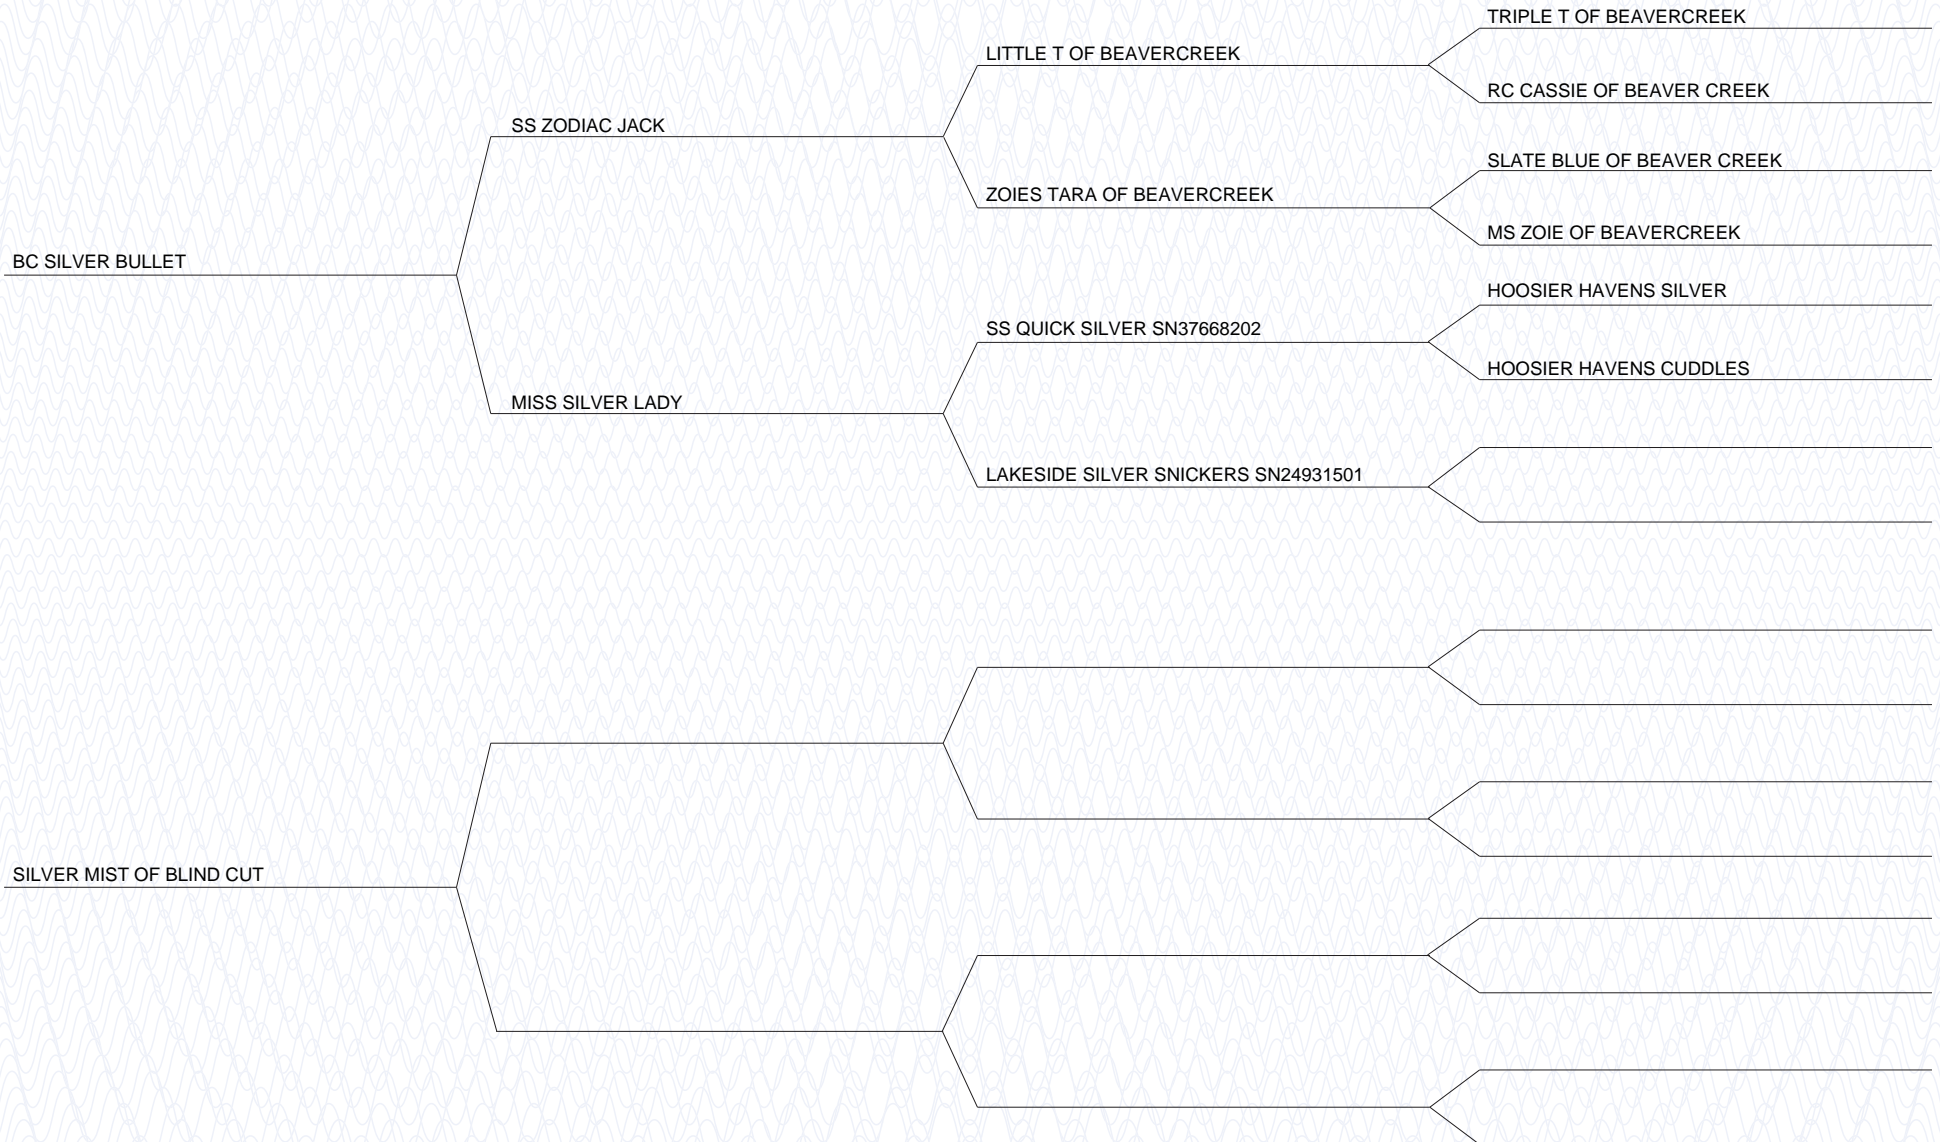 TRIPLE T OF BEAVERCREEK
LITTLE T OF BEAVERCREEK
RC CASSIE OF BEAVER CREEK
SS ZODIAC JACK
SLATE BLUE OF BEAVER CREEK
ZOIES TARA OF BEAVERCREEK
MS ZOIE OF BEAVERCREEK
BC SILVER BULLET
HOOSIER HAVENS SILVER
SS QUICK SILVER SN37668202
HOOSIER HAVENS CUDDLES
MISS SILVER LADY
LAKESIDE SILVER SNICKERS SN24931501
SILVER MIST OF BLIND CUT